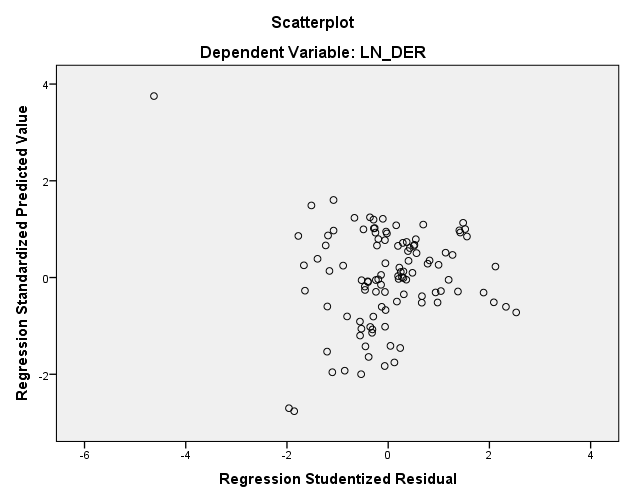 Scatterplot
Dependent Variable: LN_DER
Regression Standardized Predicted Value
4
2
0
-2
-6
-4
-2
0
2
4
Regression Studentized Residual